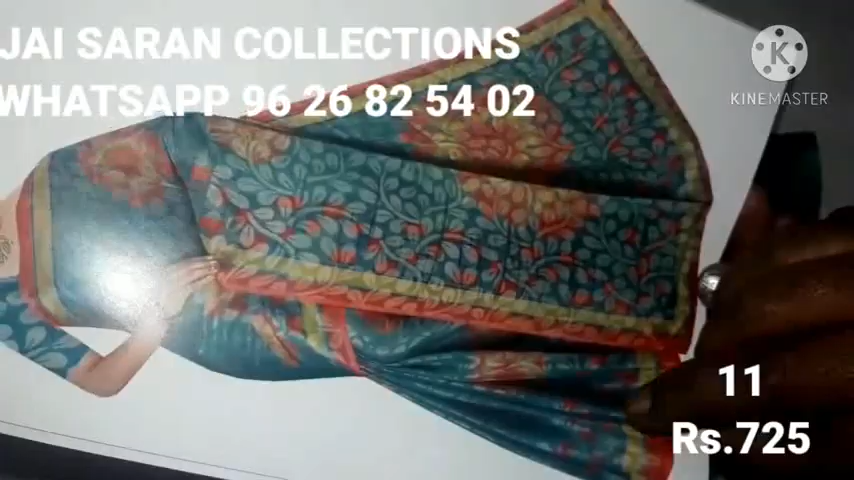 JAI SARAN COLLECTIONS
WHATSAPP 96 26 82 54 02
K
KINEMASTER
11
Rs.725